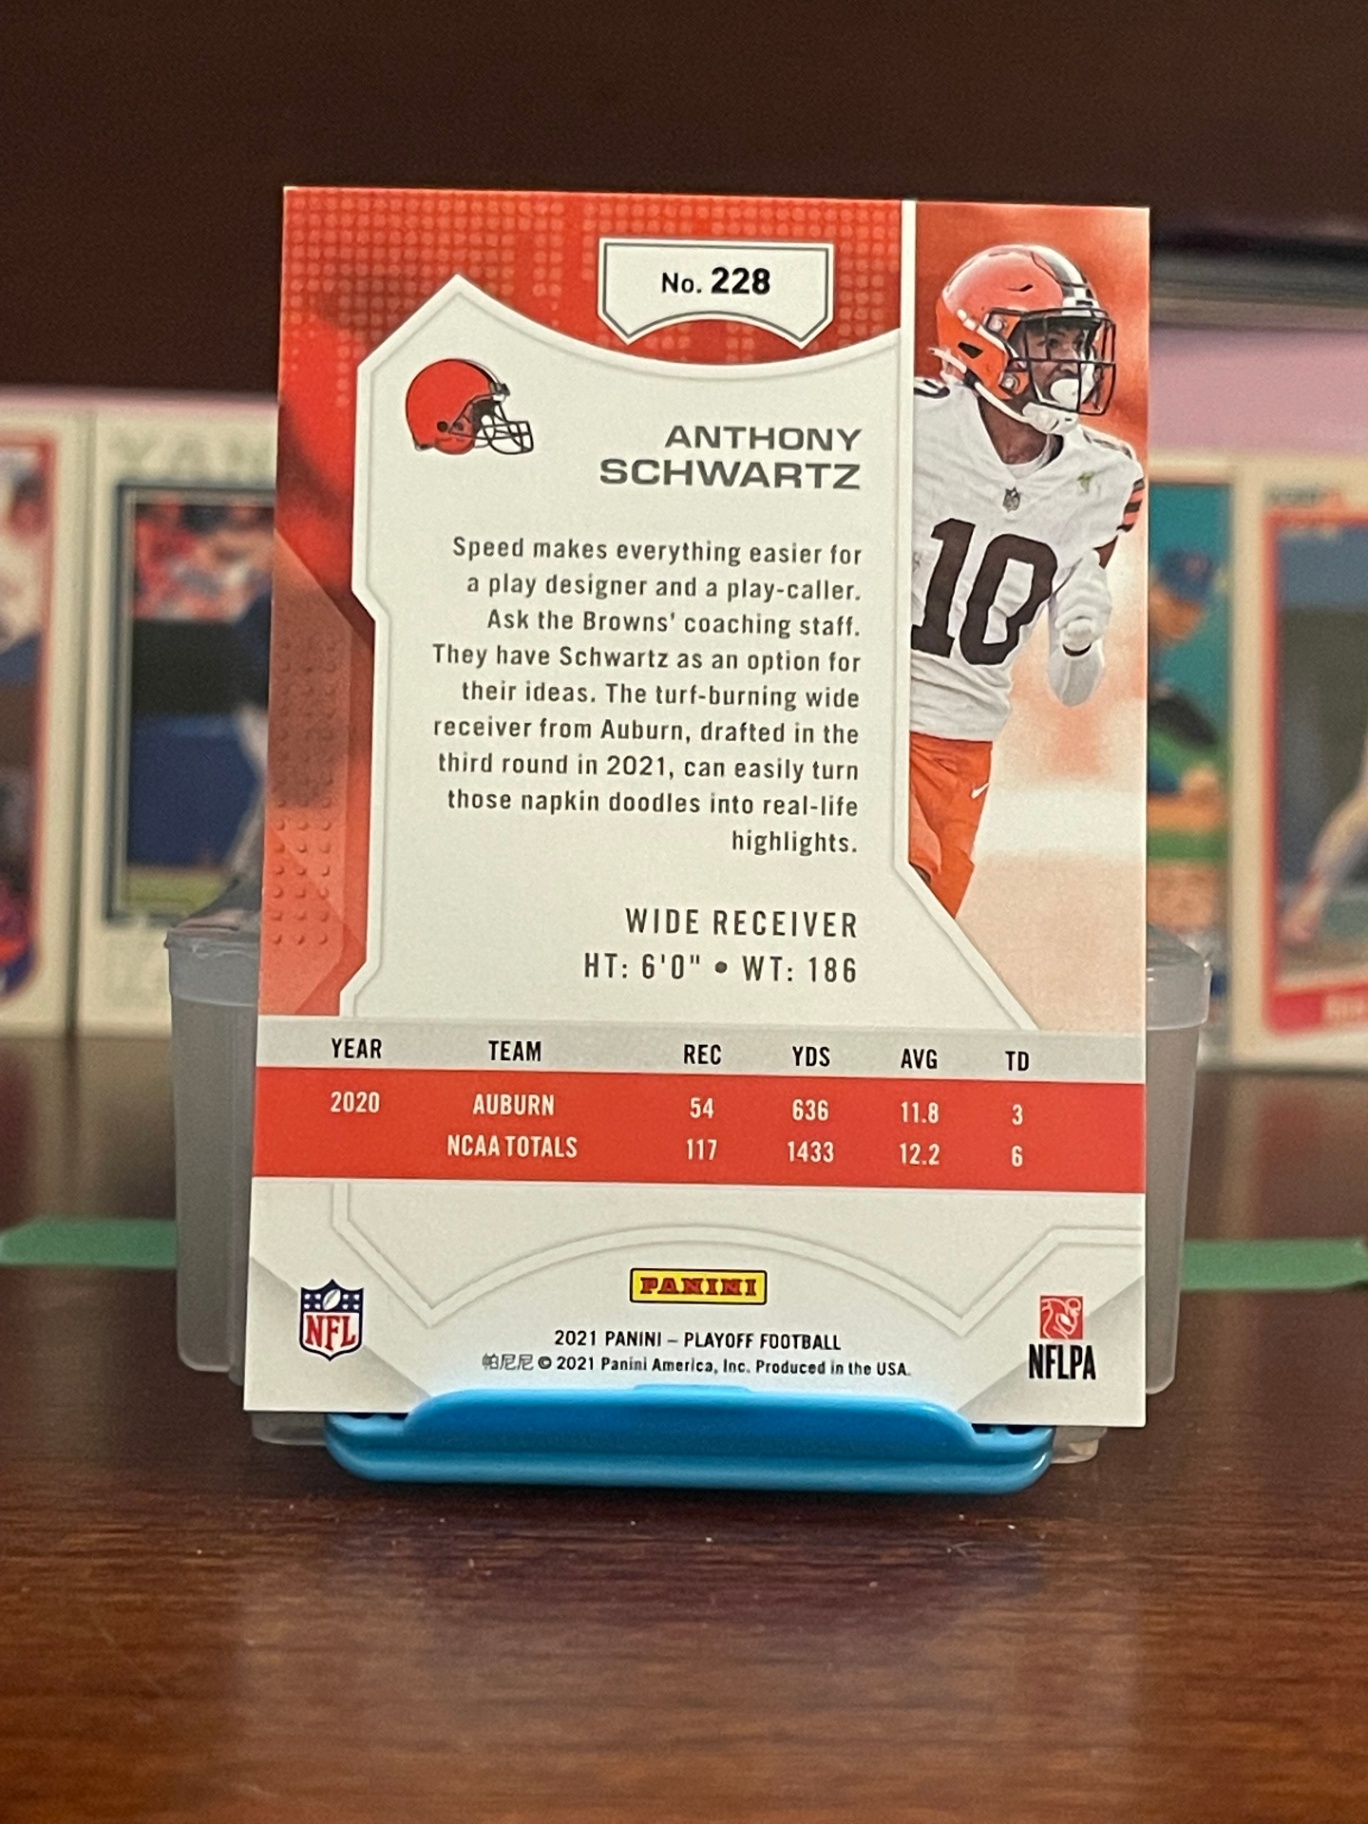 No. 228
ANTHONY
SCHWARTZ
Speed makes everything easier for
a play designer and a play-caller.
Ask the Browns' coaching staff.
They have Schwartz as an option for
their ideas. The turf-burning wide
receiver from Auburn, drafted in the
third round in 2021, can easily turn
those napkin doodles into real-life
highlights.
10
WIDE RECEIVER
HT: 6'0" • WT: 186
YEAR TEAM REC YDS AVG TD
2020 AUBURN 54 636 11.8 3
NCAA TOTALS 117 1433 12.2 6
PANINI
NFL
2021 PANINI – PLAYOFF FOOTBALL
帕尼尼 © 2021 Panini America, Inc. Produced in the USA.
NFLPA